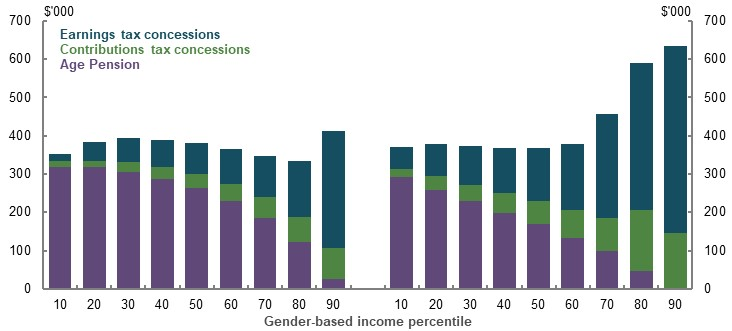 $'000 $'000
700 700
Earnings tax concessions
Contributions tax concessions
Age Pension
600 600
500 500
400 400
300 300
200 200
100 100
0 0
10 20 30 40 50 60 70 80 90 10 20 30 40 50 60 70 80 90
Gender-based income percentile